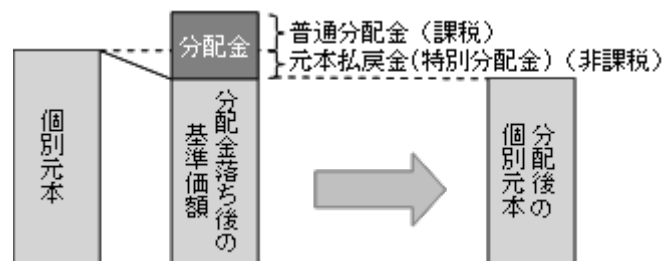 分配金
普通分配金（課税）
元本払戻金(特別分配金)（非課税）
個別元本
分配金落ち後の
基準価額
分配後の
個別元本